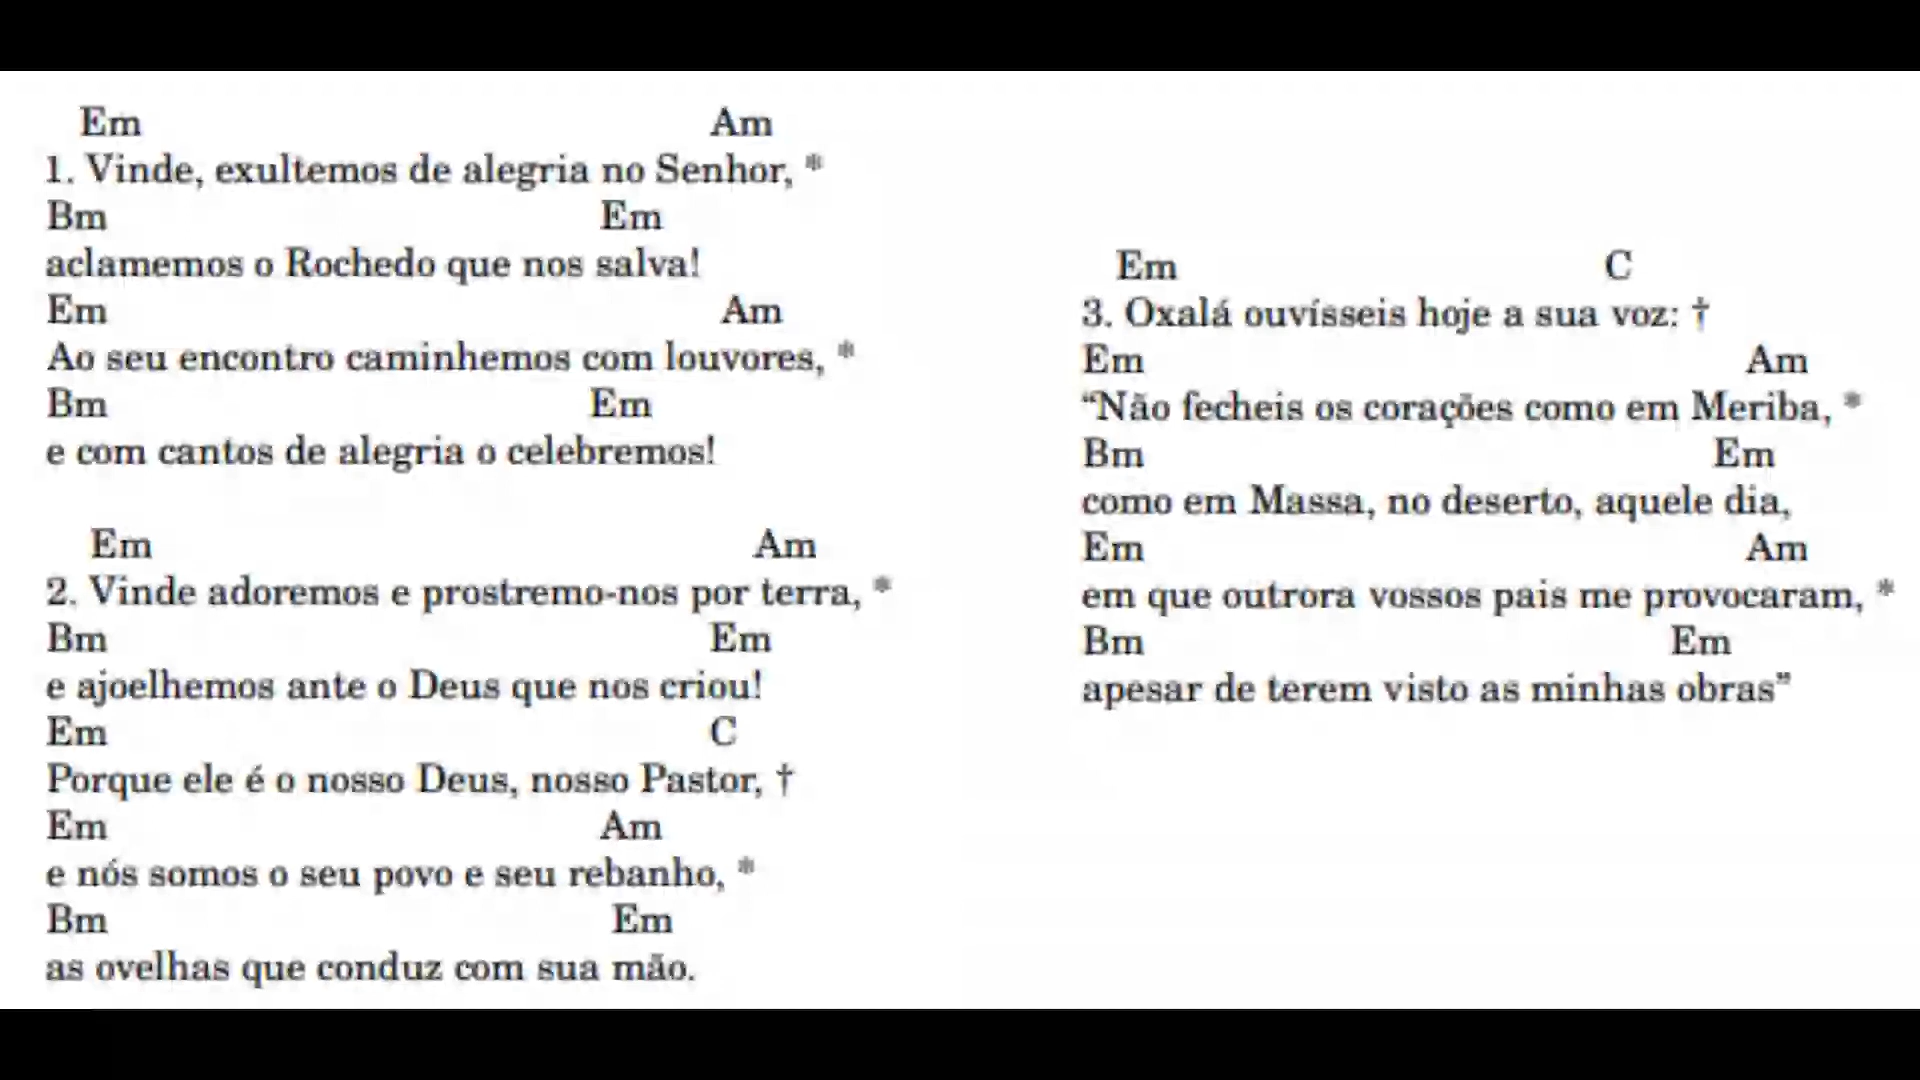 Em Am
1. Vinde, exultemos de alegria no Senhor, *
Bm Em
aclamemos o Rochedo que nos salva!
Em Am
Ao seu encontro caminhemos com louvores, *
Bm Em
e com cantos de alegria o celebremos!
Em Am
2. Vinde adoremos e prostremo-nos por terra, *
Bm Em
e ajoelhemos ante o Deus que nos criou!
Em C
Porque ele é o nosso Deus, nosso Pastor, †
Em Am
e nós somos o seu povo e seu rebanho, *
Bm Em
as ovelhas que conduz com sua mão.
Em C
3. Oxalá ouvísseis hoje a sua voz: †
Em Am
“Não fecheis os corações como em Meriba, *
Bm Em
como em Massa, no deserto, aquele dia,
Em Am
em que outrora vossos pais me provocaram, *
Bm Em
apesar de terem visto as minhas obras”